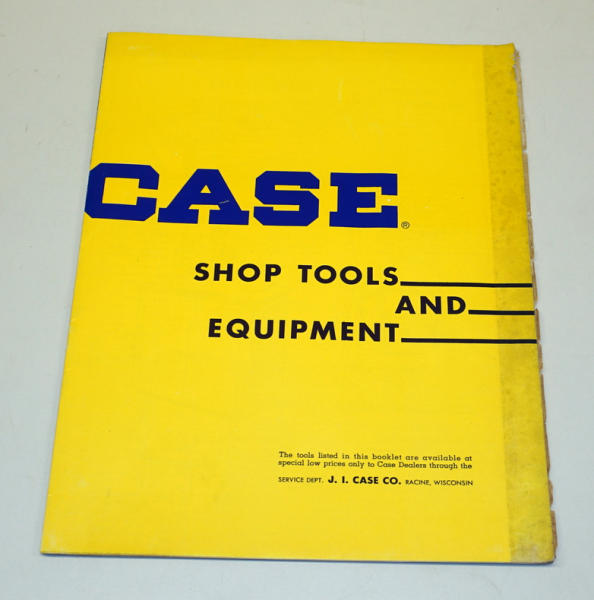 CASE®
SHOP TOOLS
AND
EQUIPMENT
The tools listed in this booklet are available at
special low prices only to Case Dealers through the
SERVICE DEPT. J. I. CASE CO. RACINE, WISCONSIN